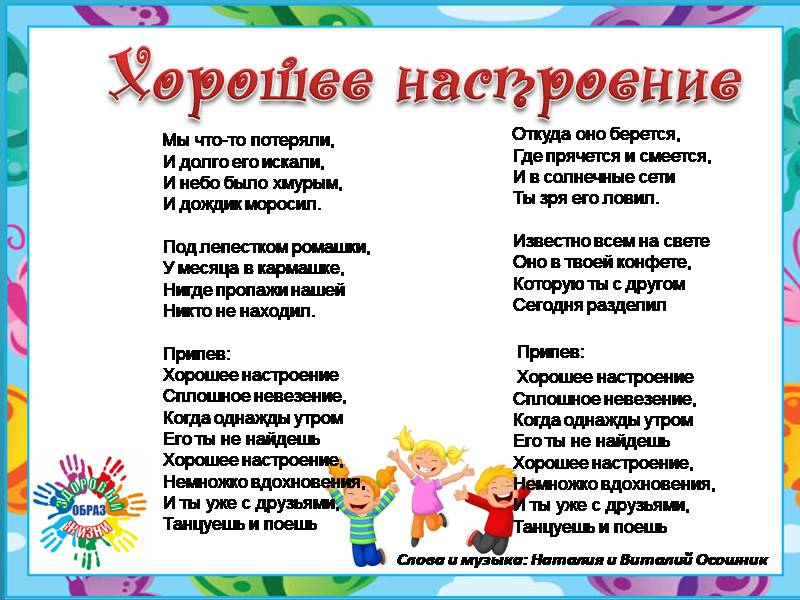 Хорошее настроение
Мы что-то потеряли,
И долго его искали,
И небо было хмурым,
И дождик моросил.
Под лепестком ромашки,
У месяца в кармашке,
Нигде пропажи нашей
Никто не находил.
Припев:
Хорошее настроение
Сплошное невезение,
Когда однажды утром
Его ты не найдешь
Хорошее настроение,
Немножко вдохновения,
И ты уже с друзьями,
Танцуешь и поешь
Откуда оно берется,
Где прячется и смеется,
И в солнечные сети
Ты зря его ловил.
Известно всем на свете
Оно в твоей конфете,
Которую ты с другом
Сегодня разделил
Припев:
Хорошее настроение
Сплошное невезение,
Когда однажды утром
Его ты не найдешь
Хорошее настроение,
Немножко вдохновения,
И ты уже с друзьями,
Танцуешь и поешь
ЗДОРОВЫЙ
ОБРАЗ
ЖИЗНИ
Слова и музыка: Наталия и Виталий Осошник